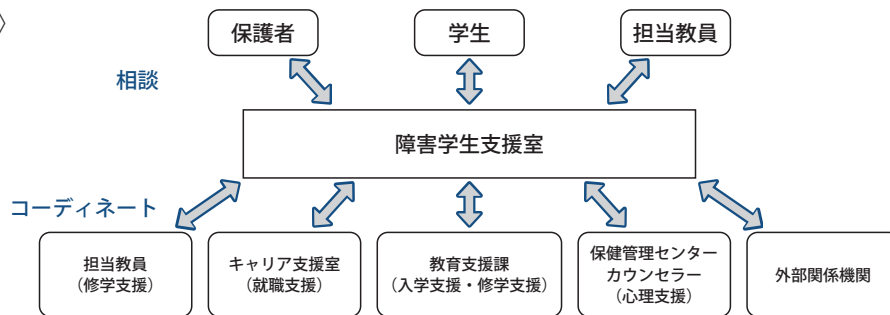 〉
保護者
学生
担当教員
相談
障害学生支援室
コーディネート
担当教員
（修学支援）
キャリア支援室
（就職支援）
教育支援課
（入学支援・修学支援）
保健管理センター
カウンセラー
（心理支援）
外部関係機関